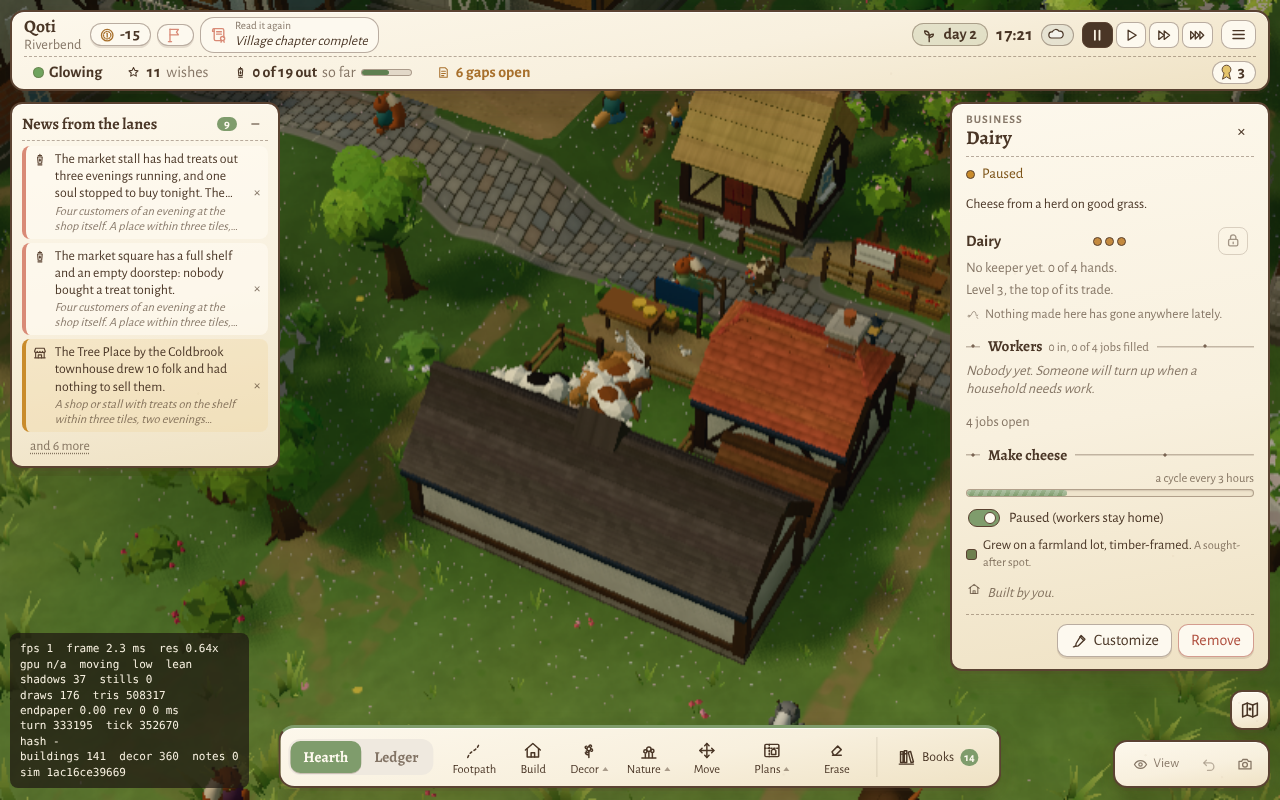 Qoti
Riverbend
-15
Read it again
Village chapter complete
day 2
17:21
Glowing
11 wishes
0 of 19 out so far
6 gaps open
3
News from the lanes
9
The market stall has had treats out
three evenings running, and one
soul stopped to buy tonight. The…
Four customers of an evening at the
shop itself. A place within three tiles,…
The market square has a full shelf
and an empty doorstep: nobody
bought a treat tonight.
Four customers of an evening at the
shop itself. A place within three tiles,…
The Tree Place by the Coldbrook
townhouse drew 10 folk and had
nothing to sell them.
A shop or stall with treats on the shelf
within three tiles, two evenings…
and 6 more
BUSINESS
Dairy
Paused
Cheese from a herd on good grass.
Dairy
No keeper yet. 0 of 4 hands.
Level 3, the top of its trade.
Nothing made here has gone anywhere lately.
Workers 0 in, 0 of 4 jobs filled
Nobody yet. Someone will turn up when a
household needs work.
4 jobs open
Make cheese
a cycle every 3 hours
Paused (workers stay home)
Grew on a farmland lot, timber-framed. A sought-
after spot.
Built by you.
Customize
Remove
fps 1 frame 2.3 ms res 0.64x
gpu n/a moving low lean
shadows 37 stills 0
draws 176 tris 508317
endpaper 0.00 rev 0 0 ms
turn 333195 tick 352670
hash -
buildings 141 decor 360 notes 0
sim 1ac16ce39669
Hearth
Ledger
Footpath
Build
Decor
Nature
Move
Plans
Erase
Books 14
View